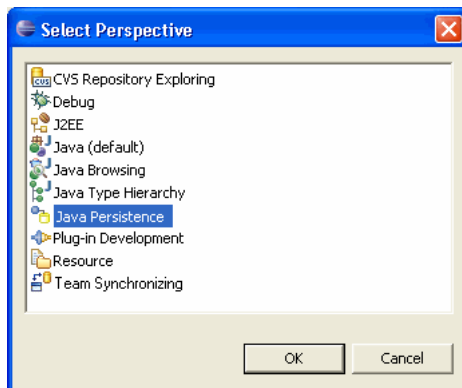 Select Perspective
CVS CVS Repository Exploring
Debug
J2EE
Java (default)
Java Browsing
Java Type Hierarchy
Java Persistence
Plug-in Development
Resource
Team Synchronizing
OK Cancel